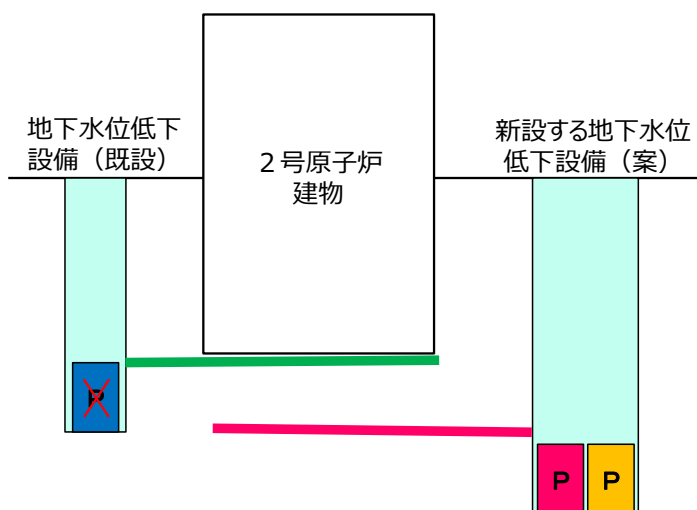 地下水位低下
設備（既設）
２号原子炉
建物
新設する地下水位
低下設備（案）
P
P
P